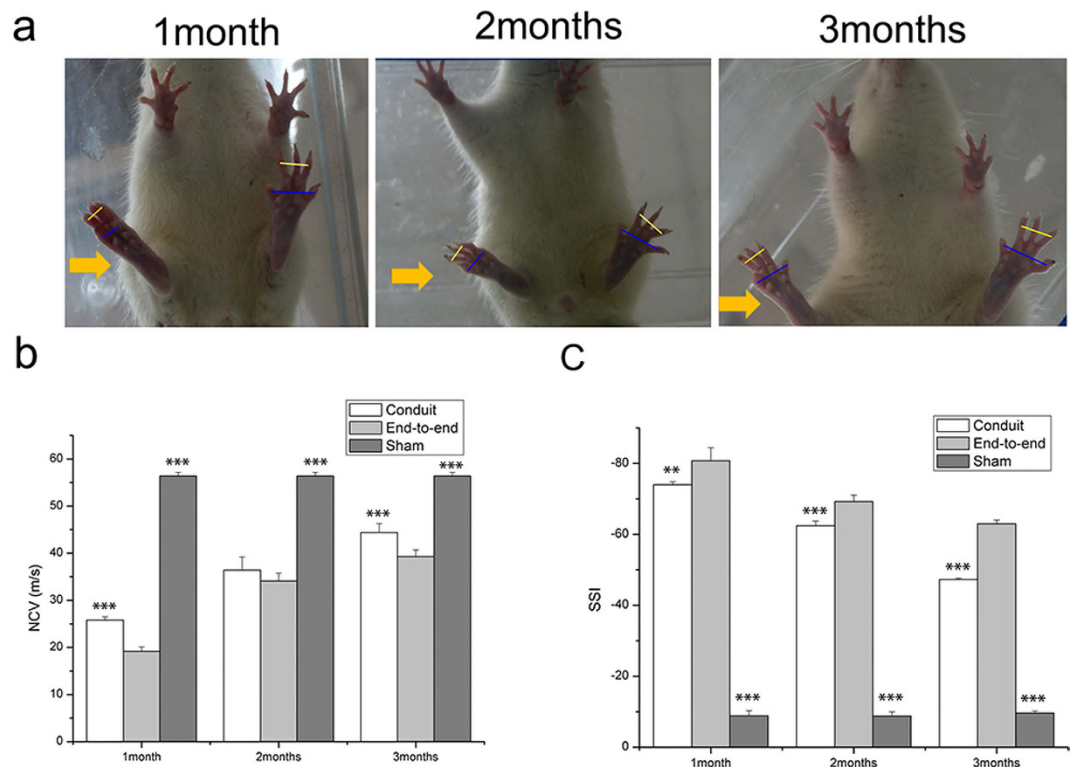 a
1month
2months
3months
b
Conduit
End-to-end
Sham
NCV (m/s)
60
50
40
30
20
10
0
***
***
***
***
***
1month
2months
3months
C
Conduit
End-to-end
Sham
SSI
-80
-60
-40
-20
0
**
***
***
***
***
***
1month
2months
3months